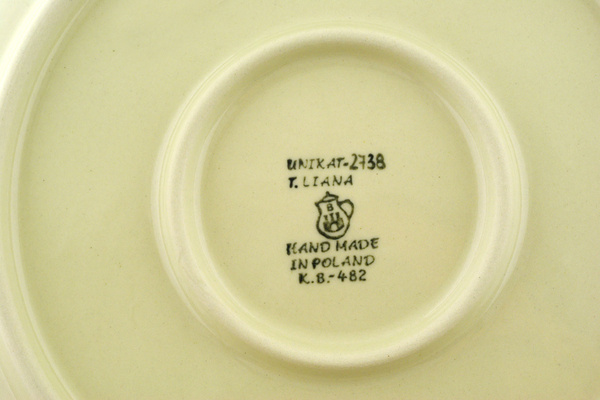 UNIKAT-2738
T. LIANA
B
HAND MADE
IN POLAND
K.B.-482